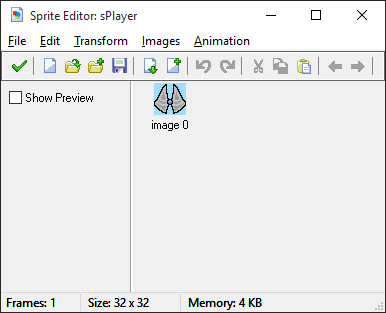 Sprite Editor: sPlayer
File Edit Transform Images Animation
Show Preview
image 0
Frames: 1 Size: 32 x 32 Memory: 4 KB